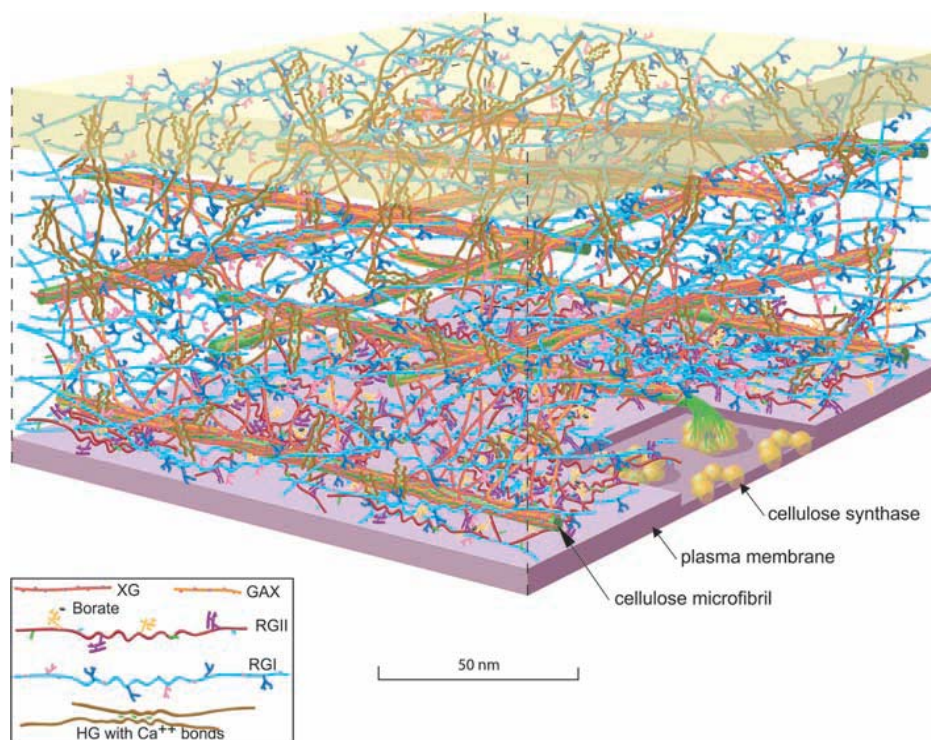 cellulose synthase
plasma membrane
cellulose microfibril
XG
GAX
Borate
RGII
RGI
HG with Ca++ bonds
50 nm